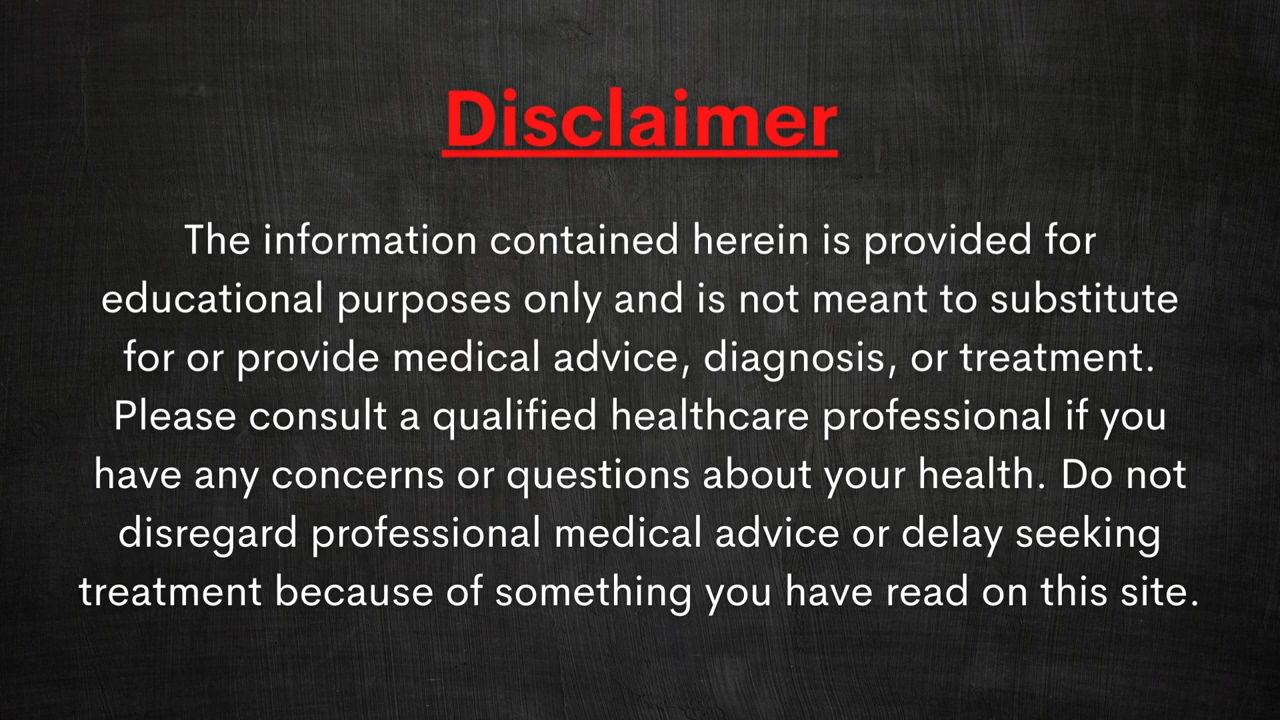 Disclaimer
The information contained herein is provided for
educational purposes only and is not meant to substitute
for or provide medical advice, diagnosis, or treatment.
Please consult a qualified healthcare professional if you
have any concerns or questions about your health. Do not
disregard professional medical advice or delay seeking
treatment because of something you have read on this site.